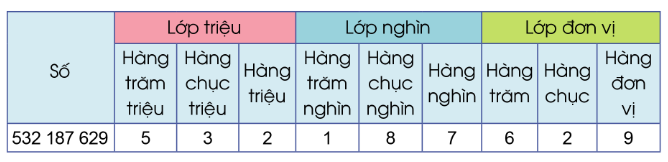 Số
Lớp triệu
Lớp nghìn
Lớp đơn vị
Hàng
trăm
triệu
Hàng
chục
triệu
Hàng
triệu
Hàng
trăm
nghìn
Hàng
chục
nghìn
Hàng
nghìn
Hàng
trăm
Hàng
chục
Hàng
đơn
vị
532 187 629 5 3 2 1 8 7 6 2 9